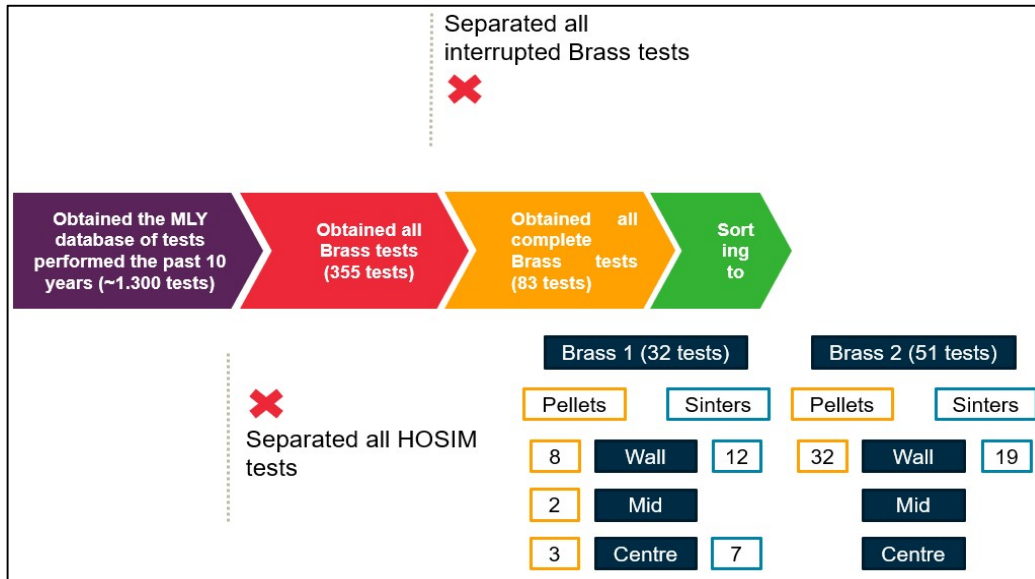 Separated all
interrupted Brass tests
Obtained the MLY
database of tests
performed the past 10
years (~1.300 tests)
Obtained all
Brass tests
(355 tests)
Obtained all
complete
Brass tests
(83 tests)
Sort
ing
to
Separated all HOSIM
tests
Brass 1 (32 tests)
Brass 2 (51 tests)
Pellets
Sinters
Pellets
Sinters
8
Wall
12
32
Wall
19
2
Mid
Mid
3
Centre
7
Centre